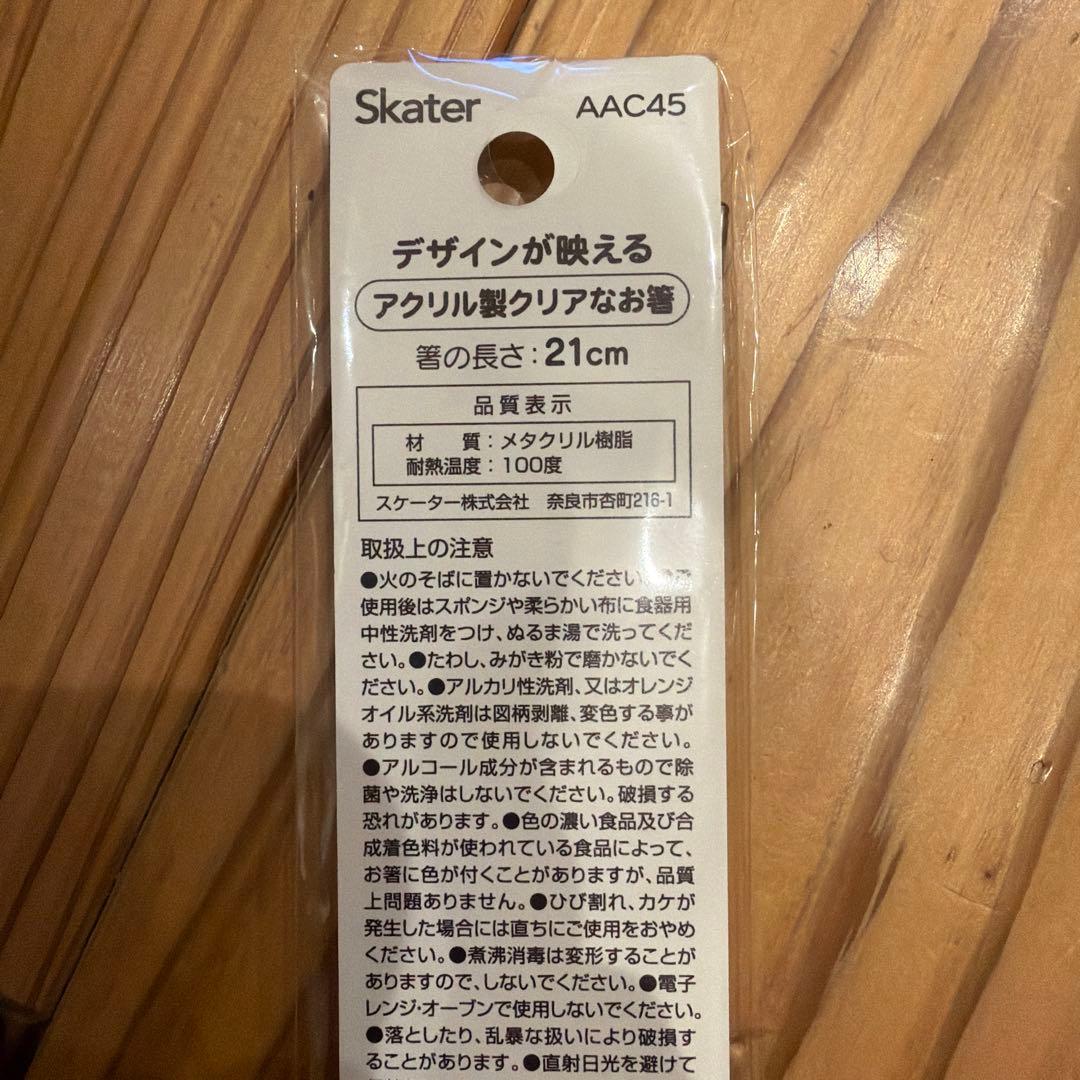 Skater AAC45
デザインが映える
アクリル製クリアなお箸
箸の長さ:21cm
品質表示
材 質:メタクリル樹脂
耐熱温度:100度
スケーター株式会社 奈良市杏町216-1
取扱上の注意
●火のそばに置かないでください
使用後はスポンジや柔らかい布に食器用
中性洗剤をつけ、ぬるま湯で洗ってくだ
さい。●たわし、みがき粉で磨かないでく
ださい。●アルカリ性洗剤、又はオレンジ
オイル系洗剤は図柄剥離、変色する事が
ありますので使用しないでください。
●アルコール成分が含まれるもので除
菌や洗浄はしないでください。破損する
恐れがあります。●色の濃い食品及び合
成着色料が使われている食品によって、
お箸に色が付くことがありますが、品質
上問題ありません。●ひび割れ、カケが
発生した場合には直ちにご使用をおやめ
ください。●煮沸消毒は変形することが
ありますので、しないでください。●電子
レンジ・オーブンで使用しないでください。
●落としたり、乱暴な扱いにより破損す
ることがあります。●直射日光を避けて